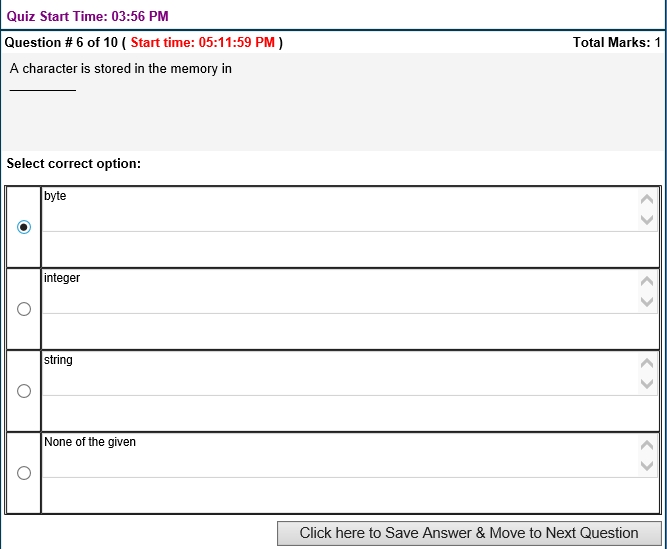 Quiz Start Time: 03:56 PM
Question # 6 of 10 ( Start time: 05:11:59 PM ) Total Marks: 1
A character is stored in the memory in
__________
Select correct option:
byte
integer
string
None of the given
Click here to Save Answer & Move to Next Question